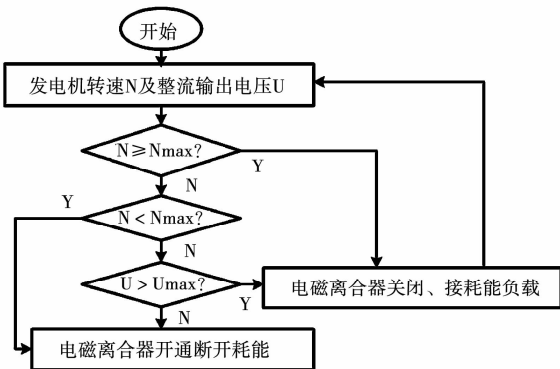 开始
发电机转速N及整流输出电压U
N≥Nmax?
Y
N
Y
N < Nmax?
N
U > Umax?
Y
电磁离合器关闭、接耗能负载
N
电磁离合器开通断开耗能